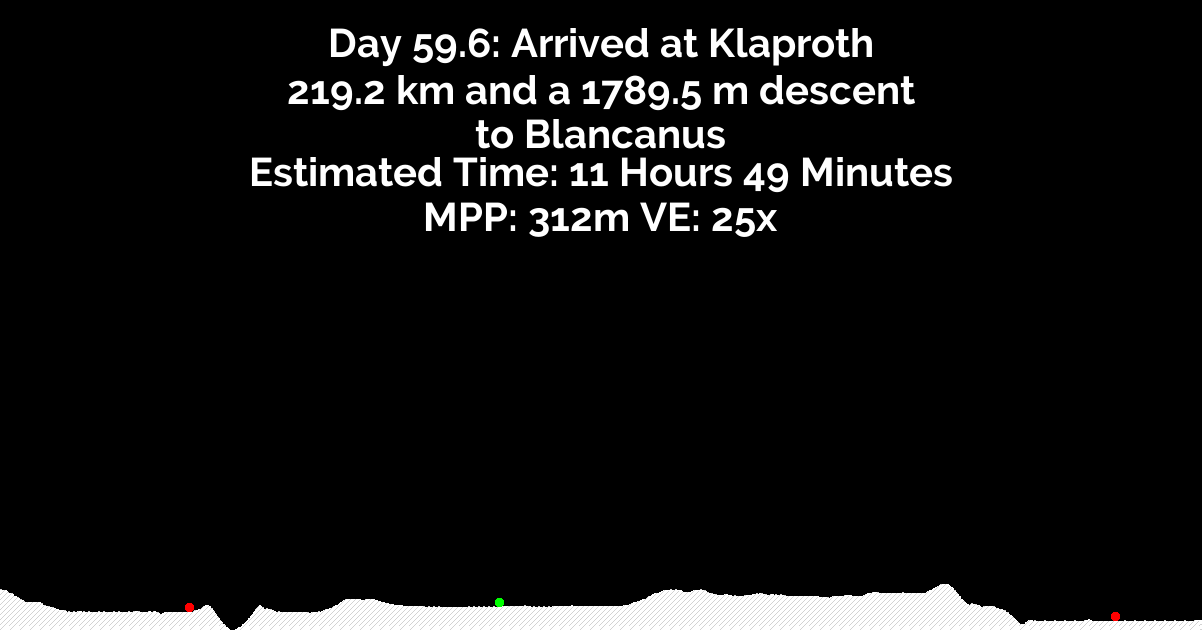 Day 59.6: Arrived at Klaproth
219.2 km and a 1789.5 m descent
to Blancanus
Estimated Time: 11 Hours 49 Minutes
MPP: 312m VE: 25x